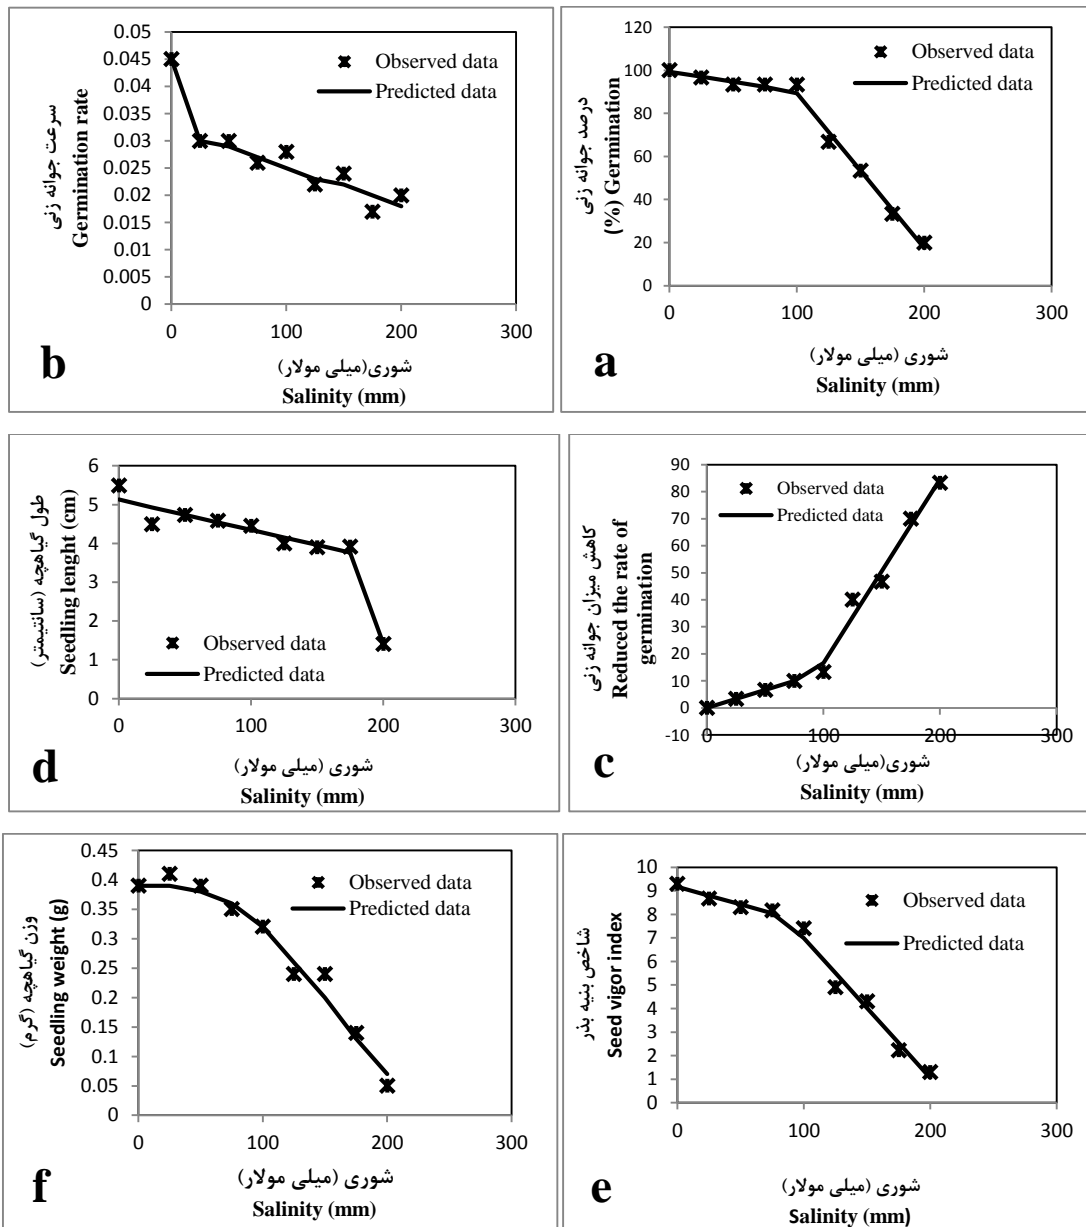 0.05
0.045
0.04
0.035
0.03
0.025
0.02
0.015
0.01
0.005
0
0 100 200 300
Observed data
Predicted data
سرعت جوانه زنی
Germination rate
شوری(میلی مولار)
Salinity (mm)
b
120
100
80
60
40
20
0
0 100 200 300
Observed data
Predicted data
درصد جوانه زنی
(%) Germination
شوری (میلی مولار)
Salinity (mm)
a
6
5
4
3
2
1
0
0 100 200 300
Observed data
Predicted data
طول گیاهچه (سانتیمتر)
Seedling lenght (cm)
شوری (میلی مولار)
Salinity (mm)
d
90
80
70
60
50
40
30
20
10
0
-10
0 100 200 300
Observed data
Predicted data
کاهش میزان جوانه زنی
Reduced the rate of
germination
شوری(میلی مولار)
Salinity (mm)
c
0.45
0.4
0.35
0.3
0.25
0.2
0.15
0.1
0.05
0
0 100 200 300
Observed data
Predicted data
وزن گیاهچه (گرم)
Seedling weight (g)
شوری (میلی مولار)
Salinity (mm)
f
10
9
8
7
6
5
4
3
2
1
0
0 100 200 300
Observed data
Predicted data
شاخص بنیه بذر
Seed vigor index
شوری (میلی مولار)
Salinity (mm)
e